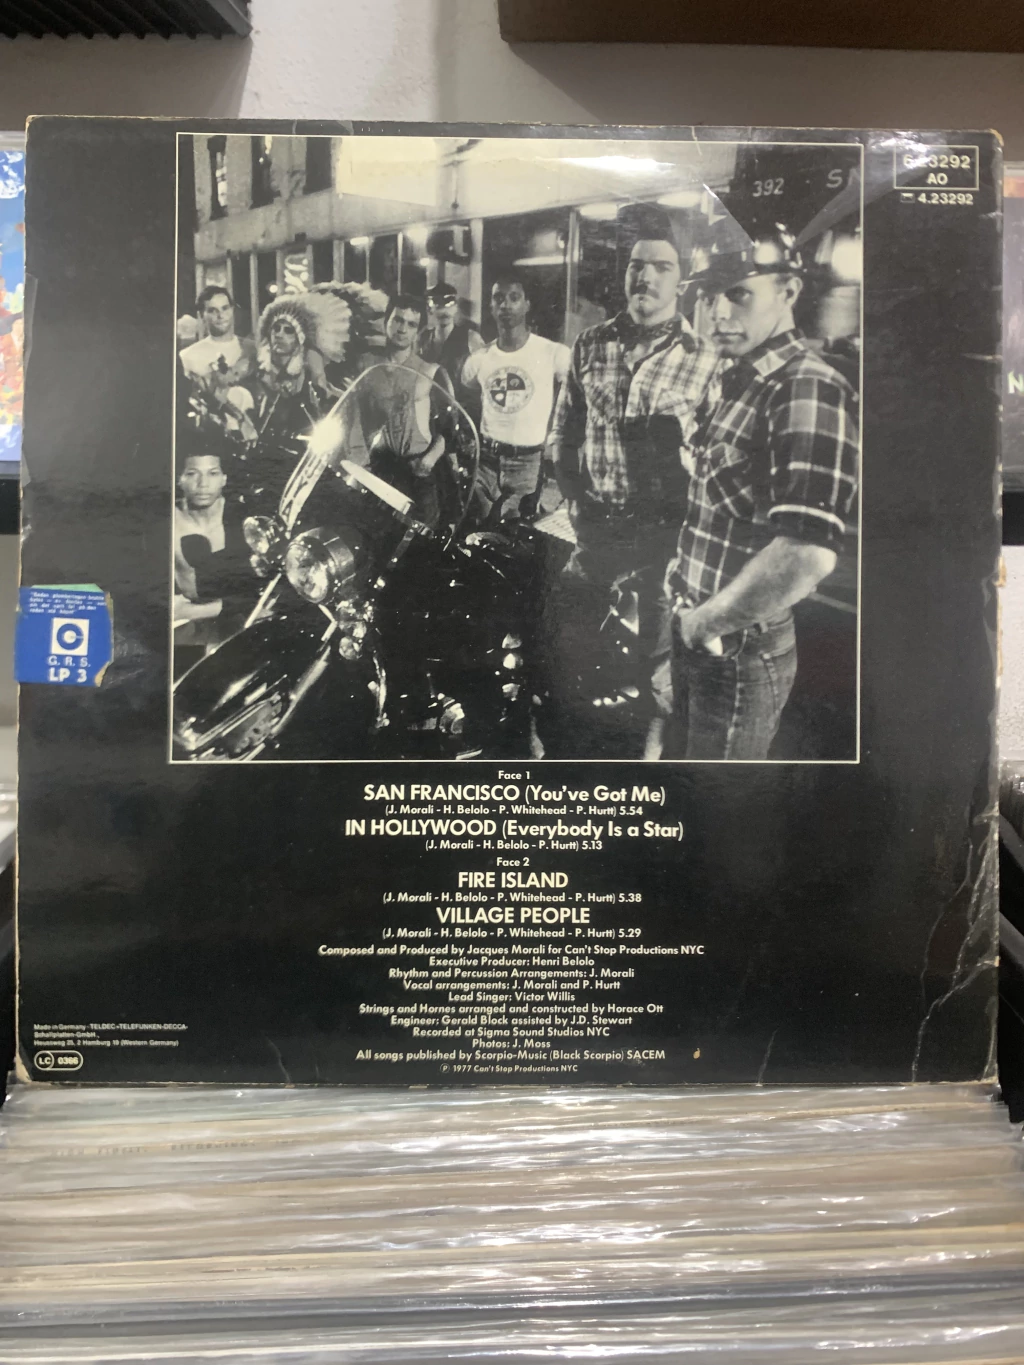 6.23292
AO
4.23292
392
G. R. S.
LP 3
Face 1
SAN FRANCISCO (You've Got Me)
(J. Morali - H. Belolo - P. Whitehead - P. Hurtt) 5.54
IN HOLLYWOOD (Everybody Is a Star)
(J. Morali - H. Belolo - P. Hurtt) 5.13
Face 2
FIRE ISLAND
(J. Morali - H. Belolo - P. Whitehead - P. Hurtt) 5.38
VILLAGE PEOPLE
(J. Morali - H. Belolo - P. Whitehead - P. Hurtt) 5.29
Composed and Produced by Jacques Morali for Can't Stop Productions NYC
Executive Producer: Henri Belolo
Rhythm and Percussion Arrangements: J. Morali
Vocal arrangements: J. Morali and P. Hurtt
Lead Singer: Victor Willis
Strings and Hornes arranged and constructed by Horace Ott
Engineer: Gerald Block assisted by J.D. Stewart
Recorded at Sigma Sound Studios NYC
Photos: J. Moss
All songs published by Scorpio-Music (Black Scorpio) SACEM
℗ 1977 Can't Stop Productions NYC
Made in Germany · TELDEC »TELEFUNKEN-DECCA«
Schallplatten-GmbH,
Heussweg 25, 2 Hamburg 19 (Western Germany)
LC 0366